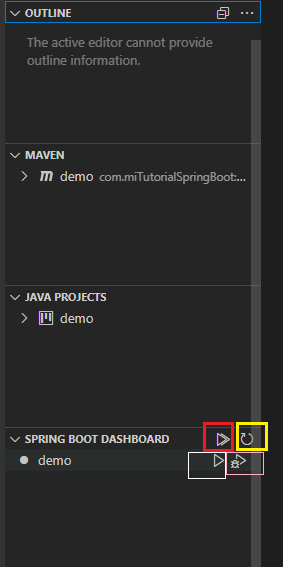 OUTLINE
The active editor cannot provide
outline information.
MAVEN
demo com.miTutorialSpringBoot:...
JAVA PROJECTS
demo
SPRING BOOT DASHBOARD
demo